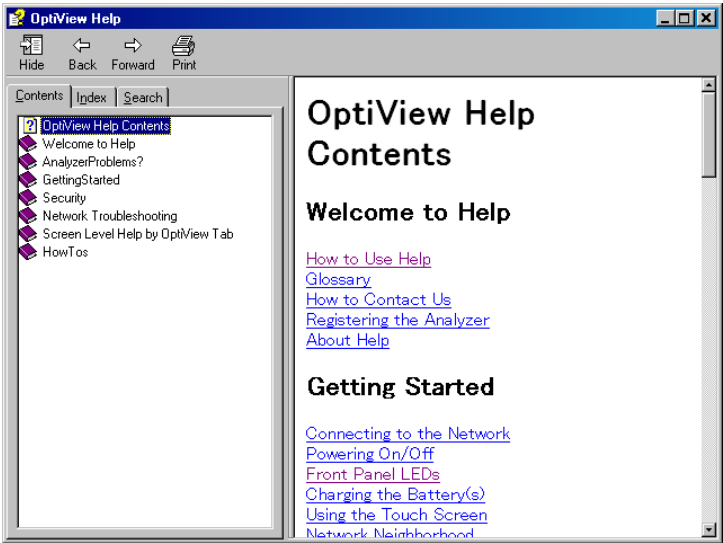 OptiView Help
Hide Back Forward Print
Contents Index Search
OptiView Help Contents
Welcome to Help
AnalyzerProblems?
GettingStarted
Security
Network Troubleshooting
Screen Level Help by OptiView Tab
HowTos
OptiView Help
Contents
Welcome to Help
How to Use Help
Glossary
How to Contact Us
Registering the Analyzer
About Help
Getting Started
Connecting to the Network
Powering On/Off
Front Panel LEDs
Charging the Battery(s)
Using the Touch Screen
Network Neighborhood